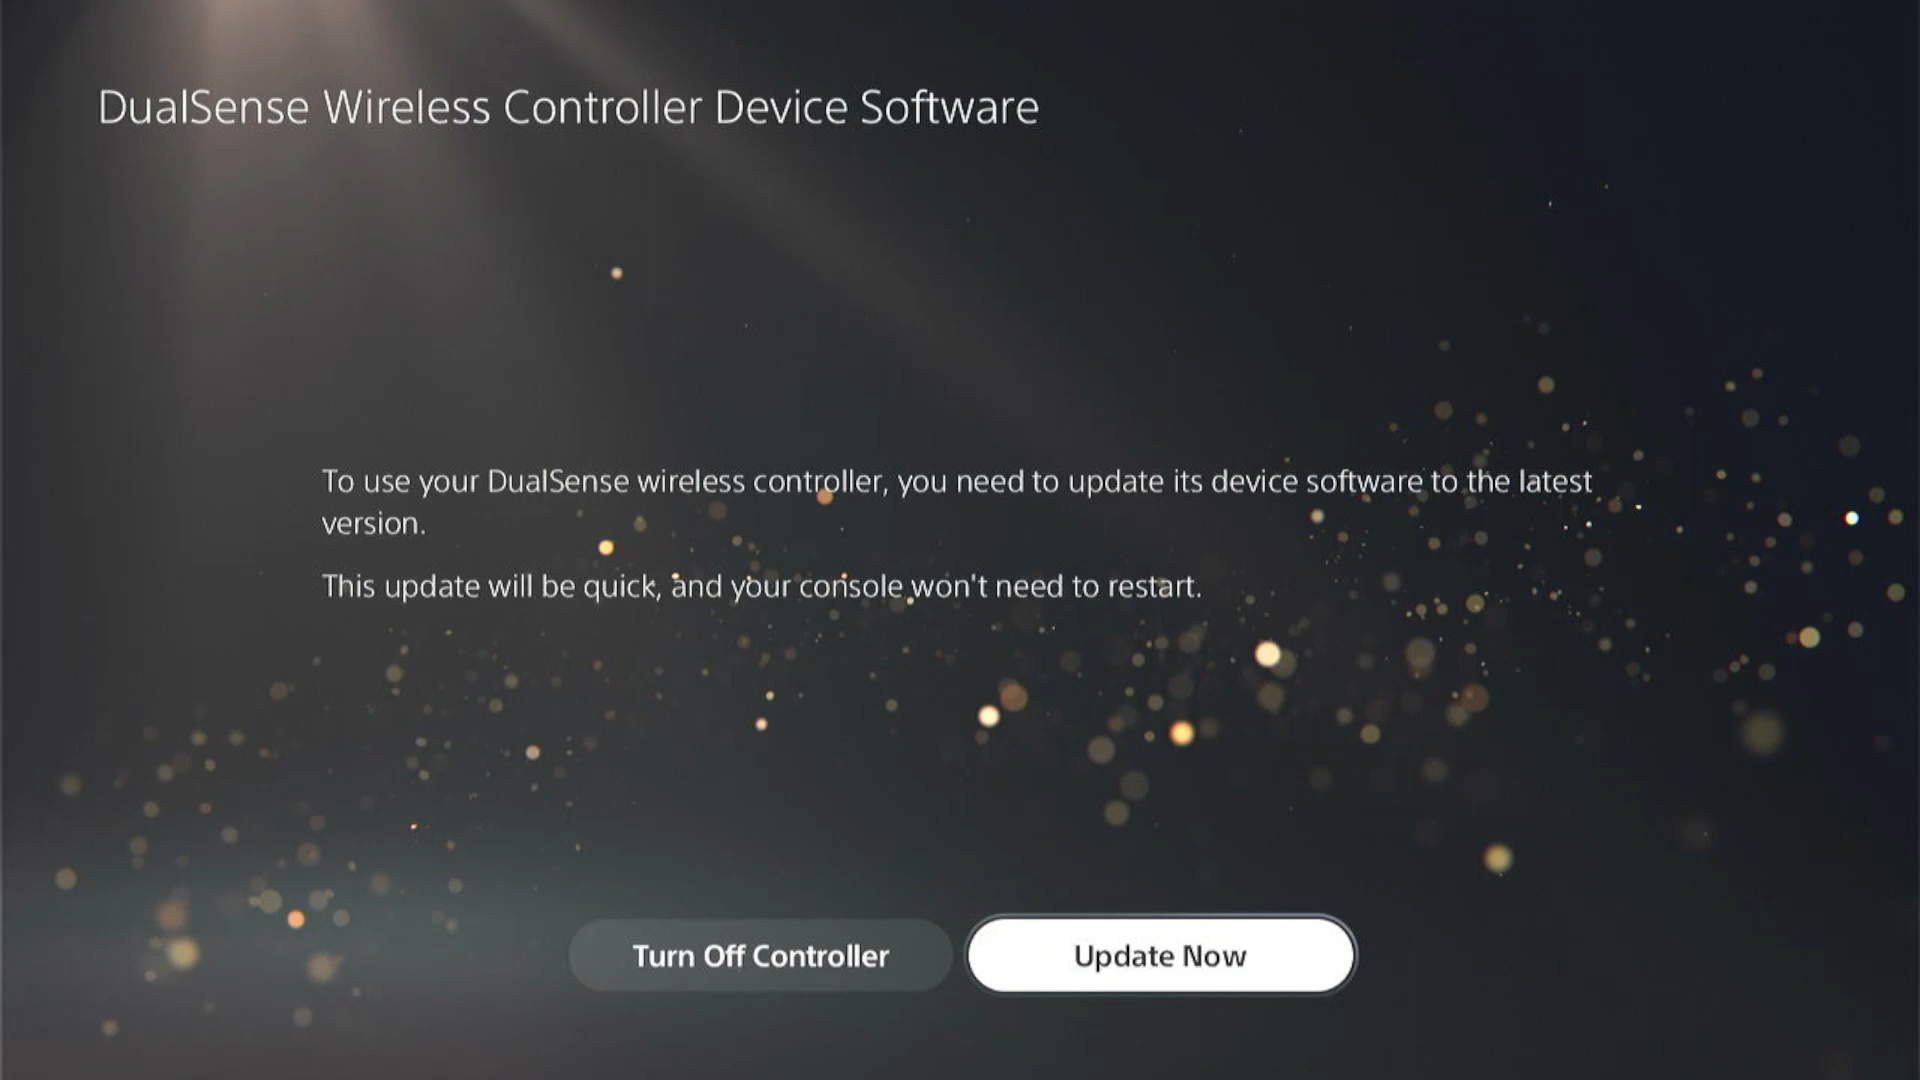 DualSense Wireless Controller Device Software
To use your DualSense wireless controller, you need to update its device software to the latest
version.
This update will be quick, and your console won't need to restart.
Turn Off Controller
Update Now